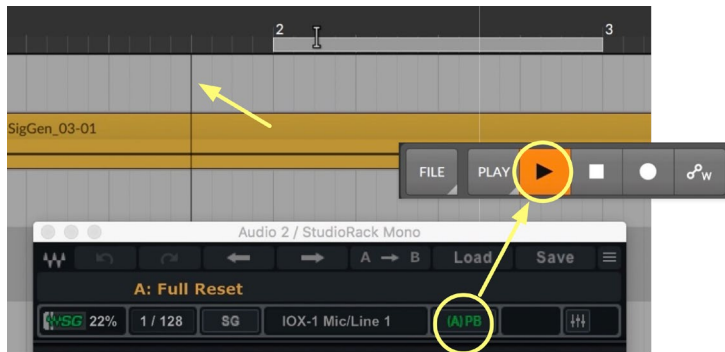 2 3
SigGen_03-01
FILE PLAY W
Audio 2 / StudioRack Mono
A → B Load Save
A: Full Reset
SG 22% 1 / 128 SG IOX-1 Mic/Line 1 (A) PB